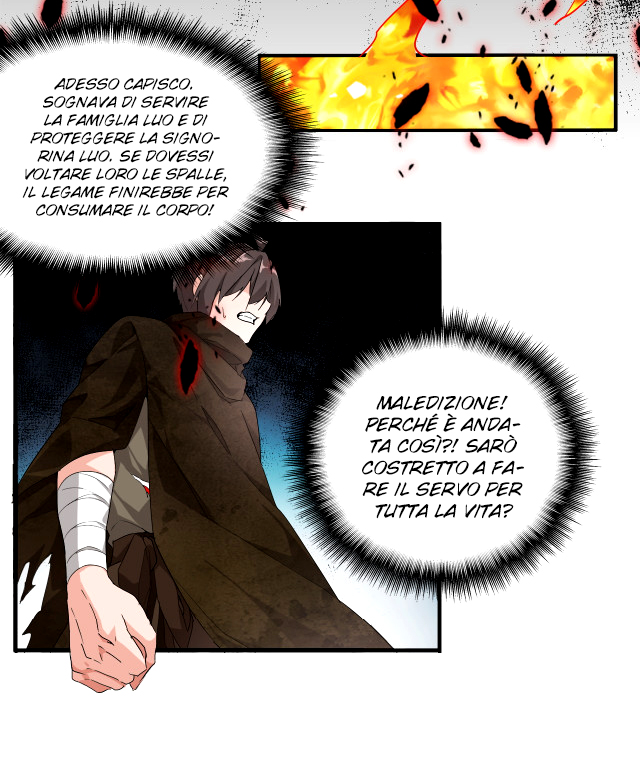 ADESSO CAPISCO.
SOGNAVA DI SERVIRE
LA FAMIGLIA LUO E DI
PROTEGGERE LA SIGNO-
RINA LUO. SE DOVESSI
VOLTARE LORO LE SPALLE,
IL LEGAME FINIREBBE PER
CONSUMARE IL CORPO!
MALEDIZIONE!
PERCHÉ È ANDA-
TA COSÌ?! SARÒ
COSTRETTO A FA-
RE IL SERVO PER
TUTTA LA VITA?